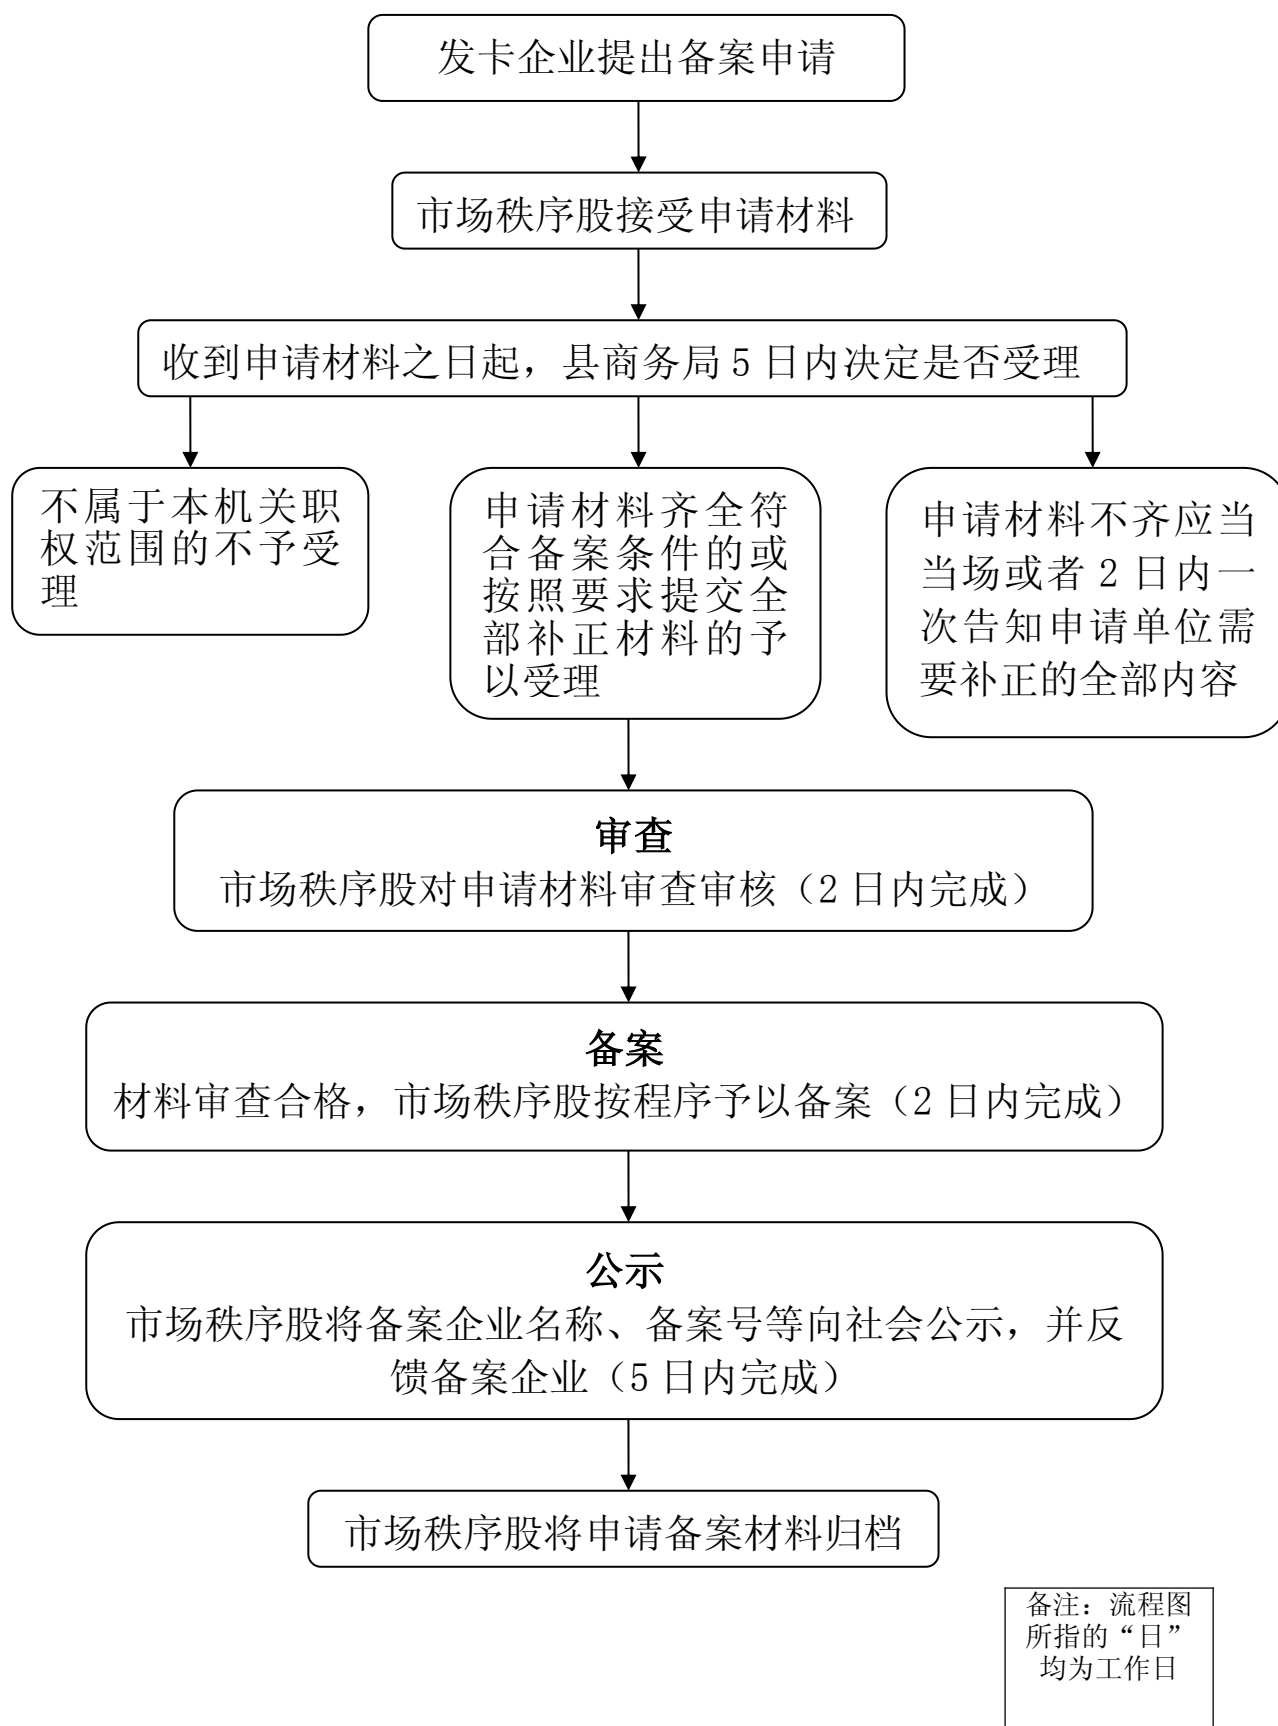 发卡企业提出备案申请
市场秩序股接受申请材料
收到申请材料之日起，县商务局 5 日内决定是否受理
不属于本机关职
权范围的不予受
理
申请材料齐全符
合备案条件的或
按照要求提交全
部补正材料的予
以受理
申请材料不齐应当
当场或者 2 日内一
次告知申请单位需
要补正的全部内容
审查
市场秩序股对申请材料审查审核（2 日内完成）
备案
材料审查合格，市场秩序股按程序予以备案（2 日内完成）
公示
市场秩序股将备案企业名称、备案号等向社会公示，并反
馈备案企业（5 日内完成）
市场秩序股将申请备案材料归档
备注：流程图
所指的“日”
均为工作日